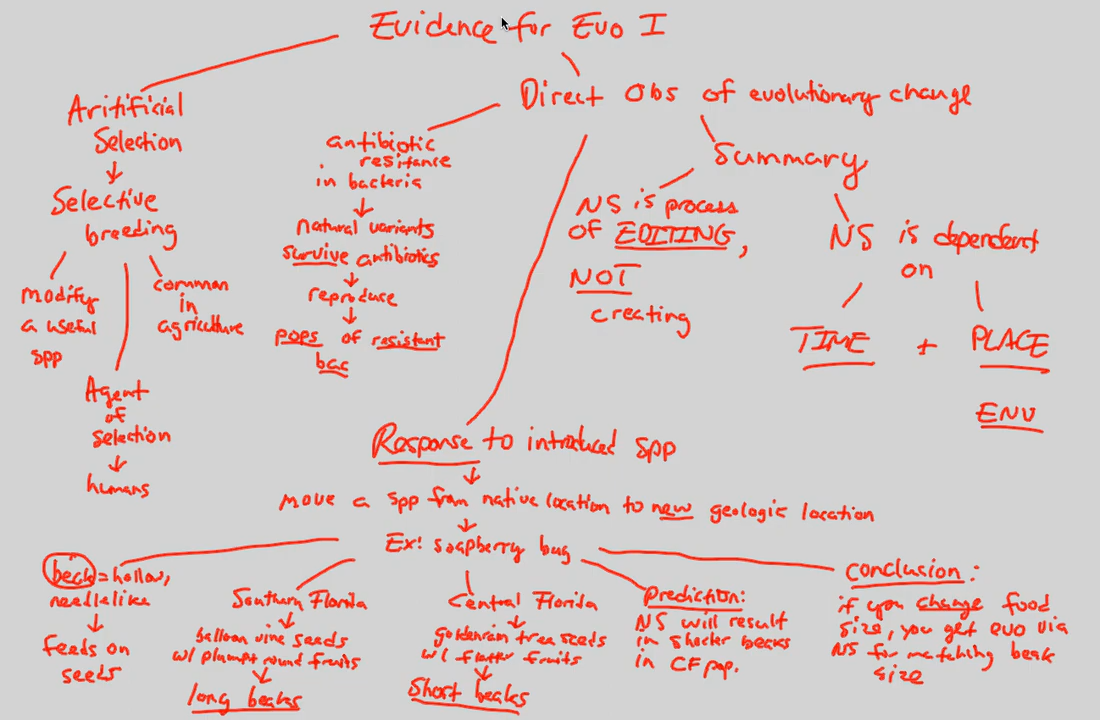 Evidence for Evo I
Aritificial
Selection
Selective
breeding
modify
a useful
spp
common
in
agriculture
Agent
of
selection
humans
Direct Obs of evolutionary change
antibiotic
resitance
in bacteria
natural variants
survive antibiotics
reproduce
pops of resistant
bac
Summary
NS is process
of EDITING,
NOT
creating
NS is dependent
on
TIME + PLACE
ENV
Response to introduced spp
move a spp from native location to new geologic location
Ex: soapberry bug
beak = hollow,
needlelike
feeds on
seeds
Southern Florida
balloon vine seeds
w/ plumpt round fruits
long beaks
Central Florida
goldenrain tree seeds
w/ flatter fruits
Short beaks
Prediction:
NS will result
in shorter beaks
in CF pop.
Conclusion:
if you change food
size, you get evo via
NS for matching beak
size